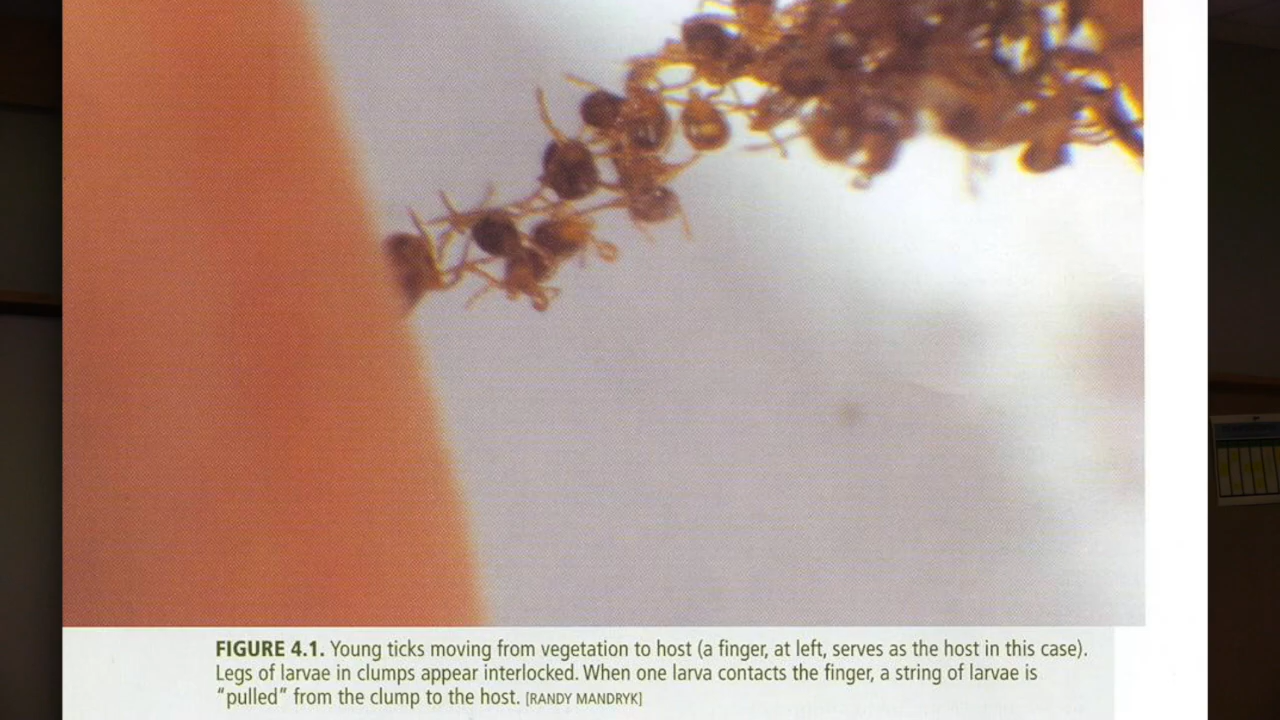 FIGURE 4.1. Young ticks moving from vegetation to host (a finger, at left, serves as the host in this case).
Legs of larvae in clumps appear interlocked. When one larva contacts the finger, a string of larvae is
“pulled” from the clump to the host. [RANDY MANDRYK]